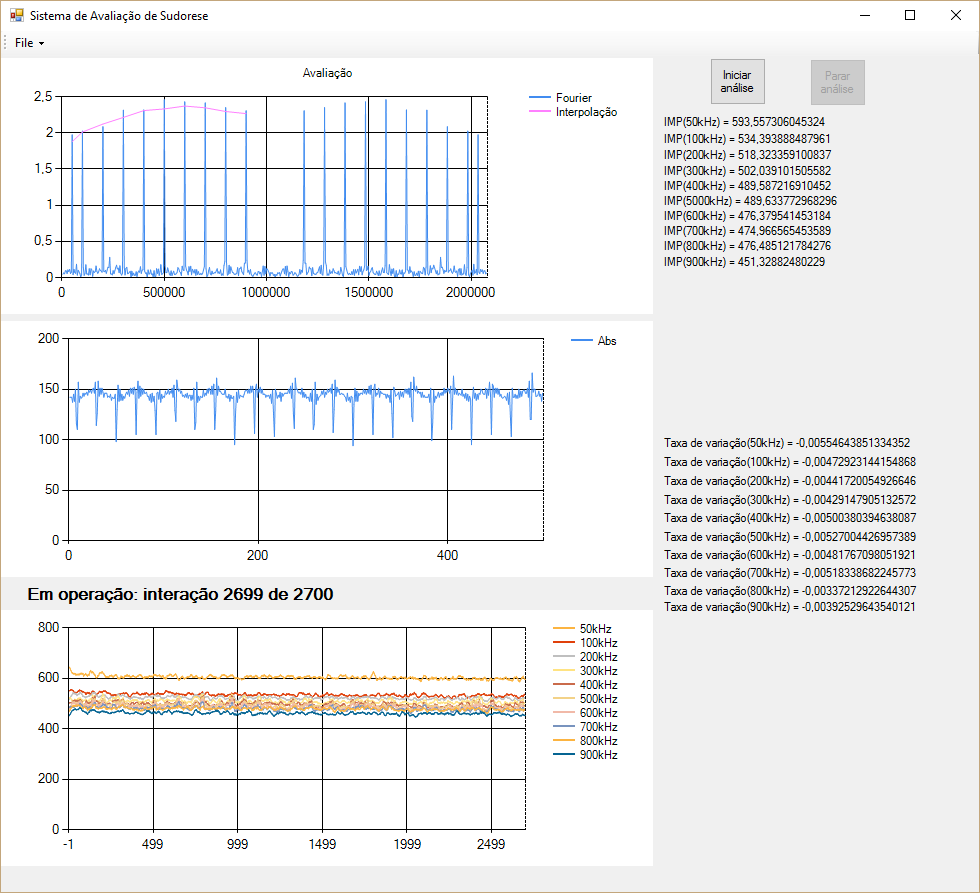 Sistema de Avaliação de Sudorese
File
Avaliação
2,5
2
1,5
1
0,5
0
0 500000 1000000 1500000 2000000
Fourier
Interpolação
200
150
100
50
0
0 200 400
Abs
Em operação: interação 2699 de 2700
800
600
400
200
0
-1 499 999 1499 1999 2499
50kHz
100kHz
200kHz
300kHz
400kHz
500kHz
600kHz
700kHz
800kHz
900kHz
Iniciar
análise
Parar
análise
IMP(50kHz) = 593,557306045324
IMP(100kHz) = 534,393888487961
IMP(200kHz) = 518,323359100837
IMP(300kHz) = 502,039101505582
IMP(400kHz) = 489,587216910452
IMP(5000kHz) = 489,633772968296
IMP(600kHz) = 476,379541453184
IMP(700kHz) = 474,966565453589
IMP(800kHz) = 476,485121784276
IMP(900kHz) = 451,32882480229
Taxa de variação(50kHz) = -0,00554643851334352
Taxa de variação(100kHz) = -0,00472923144154868
Taxa de variação(200kHz) = -0,00441720054926646
Taxa de variação(300kHz) = -0,00429147905132572
Taxa de variação(400kHz) = -0,00500380394638087
Taxa de variação(500kHz) = -0,00527004426957389
Taxa de variação(600kHz) = -0,00481767098051921
Taxa de variação(700kHz) = -0,00518338682245773
Taxa de variação(800kHz) = -0,00337212922644307
Taxa de variação(900kHz) = -0,00392529643540121